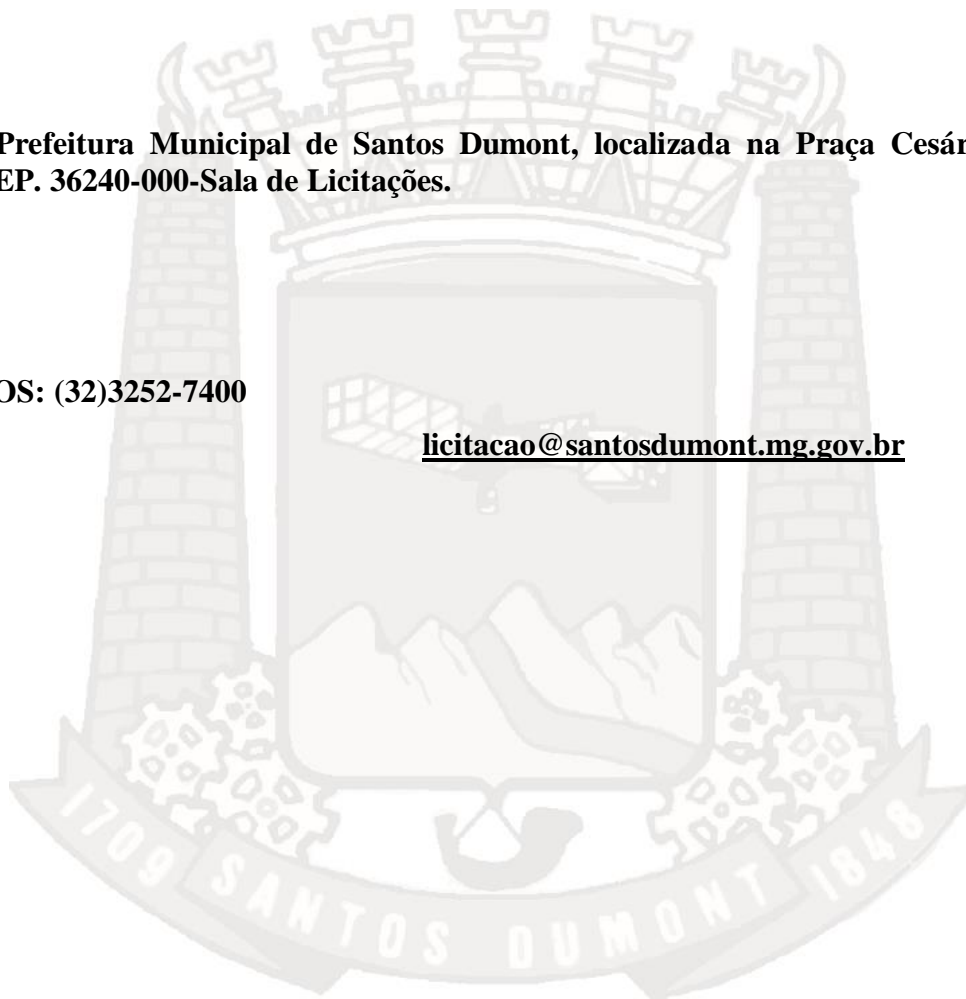 Prefeitura Municipal de Santos Dumont, localizada na Praça Cesár
EP. 36240-000-Sala de Licitações.
OS: (32)3252-7400
licitacao@santosdumont.mg.gov.br
1709 SANTOS DUMONT 1848